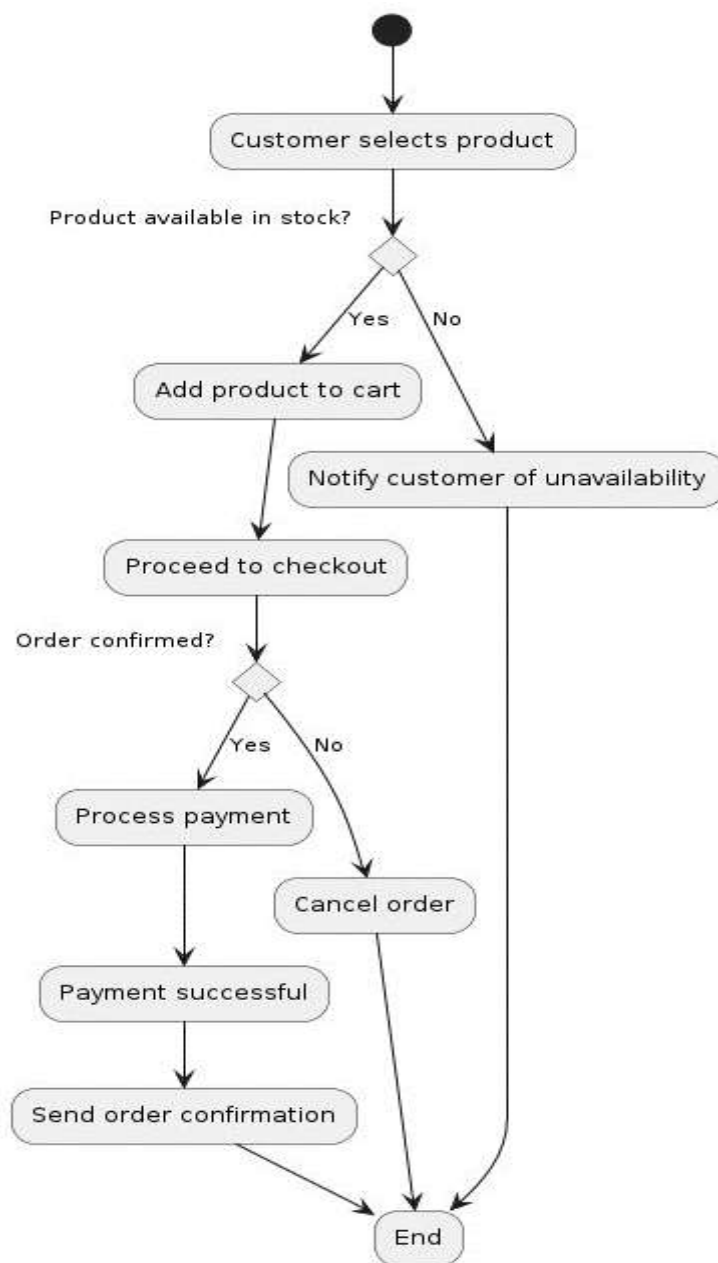 Customer selects product
Product available in stock?
Yes
No
Add product to cart
Notify customer of unavailability
Proceed to checkout
Order confirmed?
Yes
No
Process payment
Cancel order
Payment successful
Send order confirmation
End